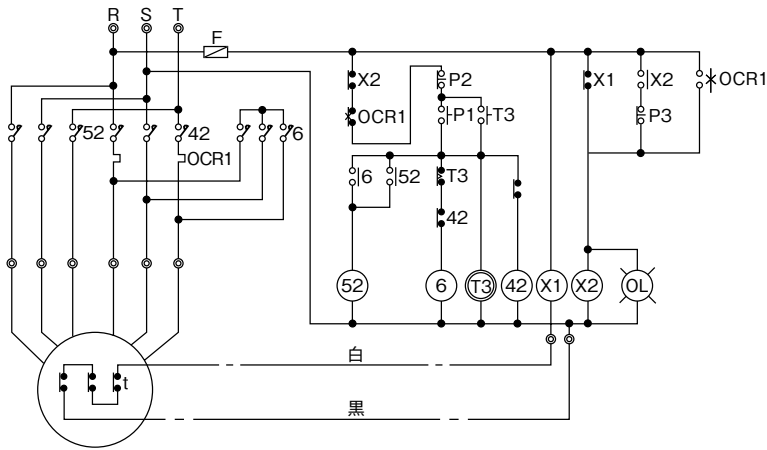 R S T
F
X2 P2 X1 X2 OCR1
OCR1 P1 T3 P3
52 42 6
OCR1
6 52 T3
42
52 6 T3 42 X1 X2 OL
白
t
黒